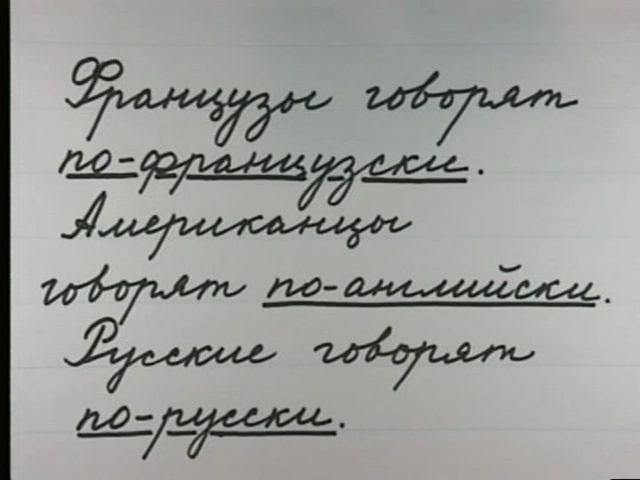 Французы говорят
по-французски.
Американцы
говорят по-английски.
Русские говорят
по-русски.